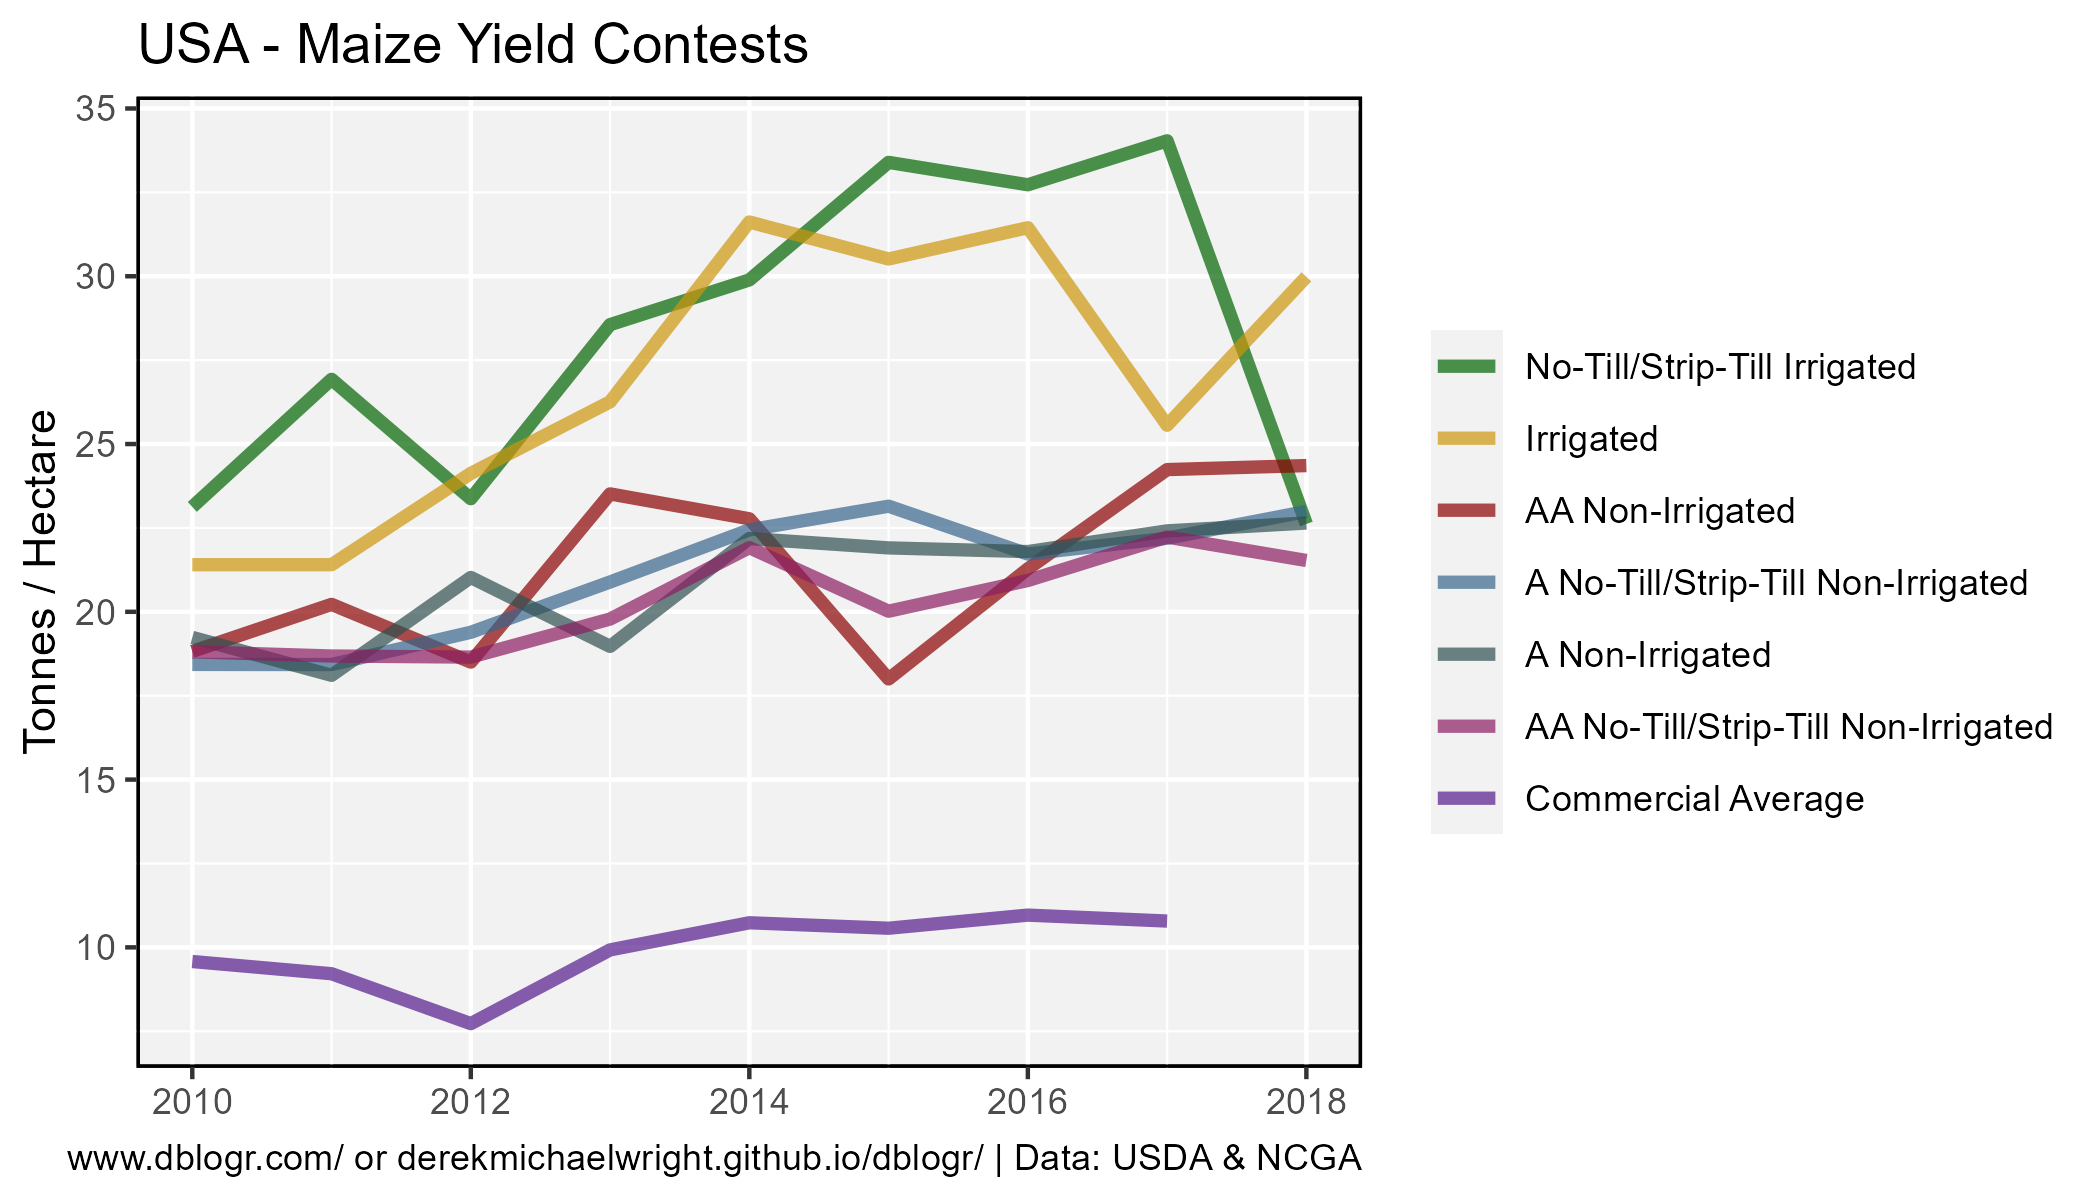 USA - Maize Yield Contests
Tonnes / Hectare
35
30
25
20
15
10
2010 2012 2014 2016 2018
No-Till/Strip-Till Irrigated
Irrigated
AA Non-Irrigated
A No-Till/Strip-Till Non-Irrigated
A Non-Irrigated
AA No-Till/Strip-Till Non-Irrigated
Commercial Average
www.dblogr.com/ or derekmichaelwright.github.io/dblogr/ | Data: USDA & NCGA